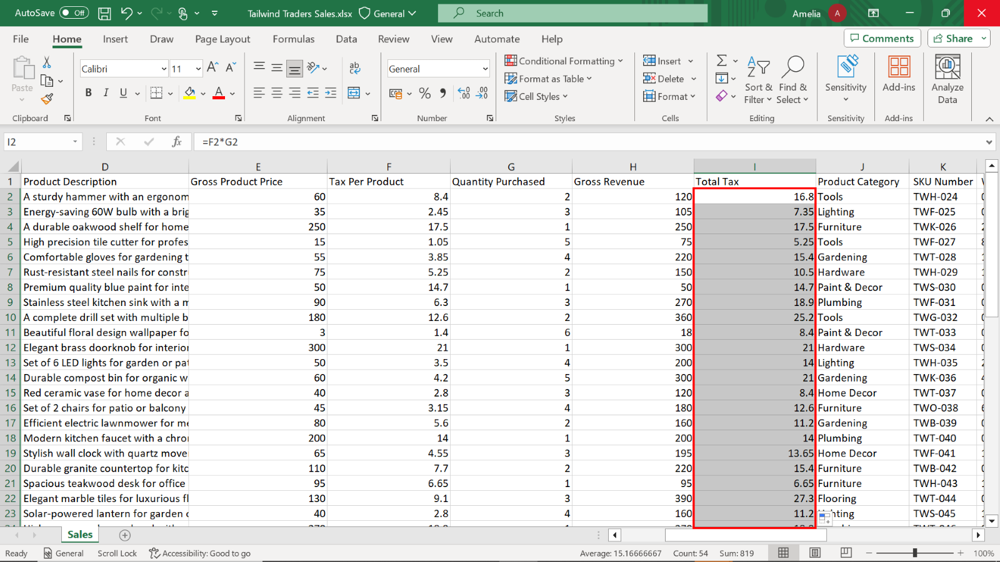 AutoSave Off Tailwind Traders Sales.xlsx General Search Amelia A
File Home Insert Draw Page Layout Formulas Data Review View Automate Help Comments Share
Calibri 11 General Conditional Formatting Insert
Paste Format as Table Delete Sort & Filter Find & Select Sensitivity Add-ins Analyze Data
B I U A % Cell Styles Format
Clipboard Font Alignment Number Styles Cells Editing Sensitivity Add-ins
I2 fx =F2*G2
D E F G H I J K
1 Product Description Gross Product Price Tax Per Product Quantity Purchased Gross Revenue Total Tax Product Category SKU Number
2 A sturdy hammer with an ergonom 60 8.4 2 120 16.8 Tools TWH-024
3 Energy-saving 60W bulb with a brig 35 2.45 3 105 7.35 Lighting TWF-025
4 A durable oakwood shelf for home 250 17.5 1 250 17.5 Furniture TWK-026
5 High precision tile cutter for profes 15 1.05 5 75 5.25 Tools TWF-027
6 Comfortable gloves for gardening t 55 3.85 4 220 15.4 Gardening TWT-028
7 Rust-resistant steel nails for constr 75 5.25 2 150 10.5 Hardware TWH-029
8 Premium quality blue paint for inte 50 14.7 1 50 14.7 Paint & Decor TWS-030
9 Stainless steel kitchen sink with a m 90 6.3 3 270 18.9 Plumbing TWF-031
10 A complete drill set with multiple b 180 12.6 2 360 25.2 Tools TWG-032
11 Beautiful floral design wallpaper fo 3 1.4 6 18 8.4 Paint & Decor TWT-033
12 Elegant brass doorknob for interior 300 21 1 300 21 Hardware TWS-034
13 Set of 6 LED lights for garden or pat 50 3.5 4 200 14 Lighting TWH-035
14 Durable compost bin for organic w 60 4.2 5 300 21 Gardening TWK-036
15 Red ceramic vase for home decor a 40 2.8 3 120 8.4 Home Decor TWT-037
16 Set of 2 chairs for patio or balcony 45 3.15 4 180 12.6 Furniture TWO-038
17 Efficient electric lawnmower for me 80 5.6 2 160 11.2 Gardening TWB-039
18 Modern kitchen faucet with a chro 200 14 1 200 14 Plumbing TWT-040
19 Stylish wall clock with quartz move 65 4.55 3 195 13.65 Home Decor TWF-041
20 Durable granite countertop for kitc 110 7.7 2 220 15.4 Furniture TWB-042
21 Spacious teakwood desk for office 95 6.65 1 95 6.65 Furniture TWH-043
22 Elegant marble tiles for luxurious fl 130 9.1 3 390 27.3 Flooring TWT-044
23 Solar-powered lantern for garden 40 2.8 4 160 11.2 TWS-045
Sales
Ready General Scroll Lock Accessibility: Good to go Average: 15.16666667 Count: 54 Sum: 819 100%